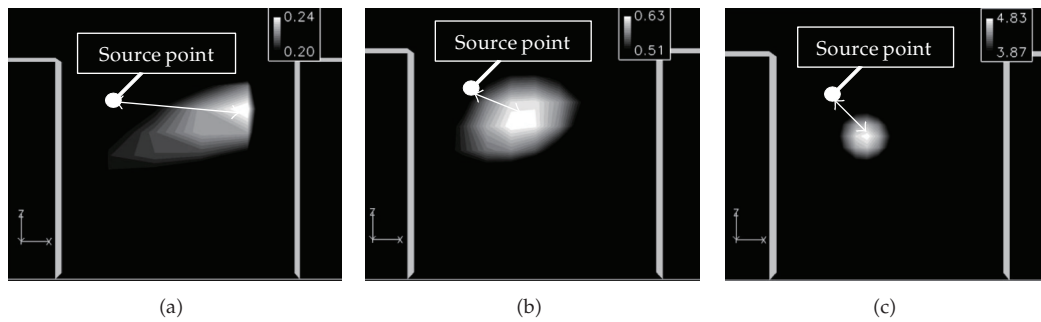 0.24
0.20
Source point
Z
X
0.63
0.51
Source point
Z
X
4.83
3.87
Source point
Z
X
(a)
(b)
(c)